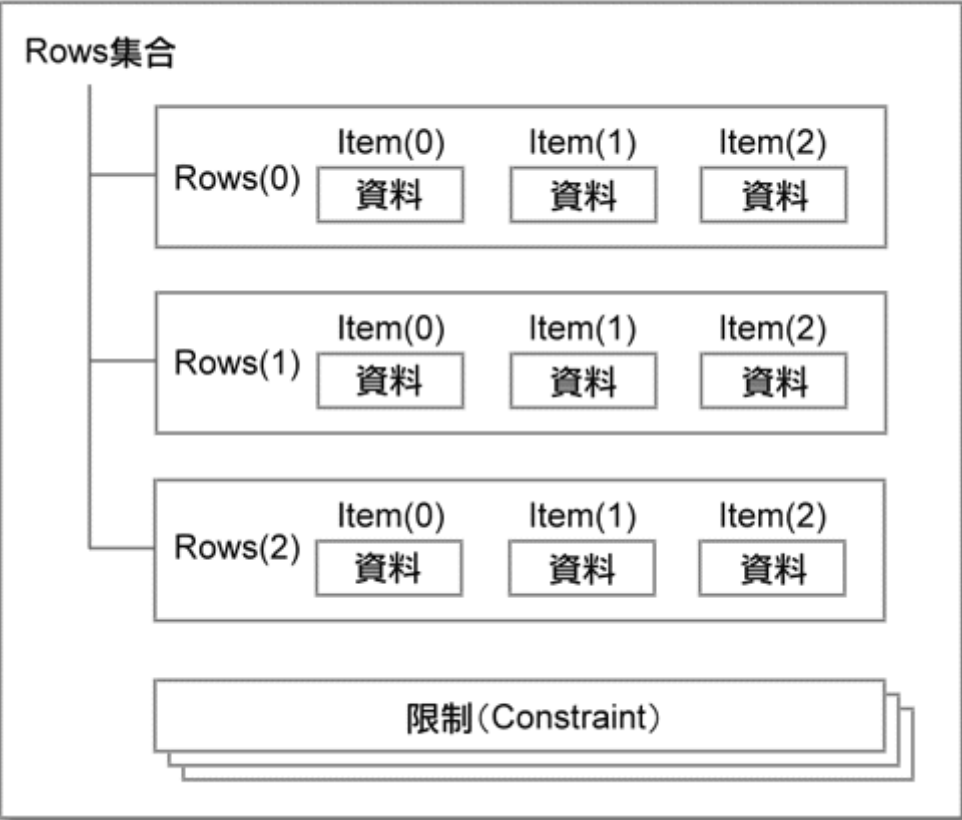 Rows集合
Item(0) Item(1) Item(2)
Rows(0) 資料 資料 資料
Item(0) Item(1) Item(2)
Rows(1) 資料 資料 資料
Item(0) Item(1) Item(2)
Rows(2) 資料 資料 資料
限制(Constraint)